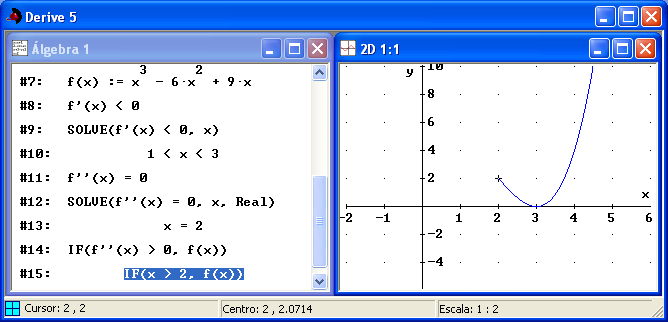 Derive 5
Álgebra 1
#7: f(x) := x³ - 6·x² + 9·x
#8: f'(x) < 0
#9: SOLVE(f'(x) < 0, x)
#10: 1 < x < 3
#11: f''(x) = 0
#12: SOLVE(f''(x) = 0, x, Real)
#13: x = 2
#14: IF(f''(x) > 0, f(x))
#15: IF(x > 2, f(x))
2D 1:1
y 10
8
6
4
2
x
-2 -1 1 2 3 4 5 6
-2
-4
Cursor: 2 , 2 Centro: 2 , 2.0714 Escala: 1 : 2